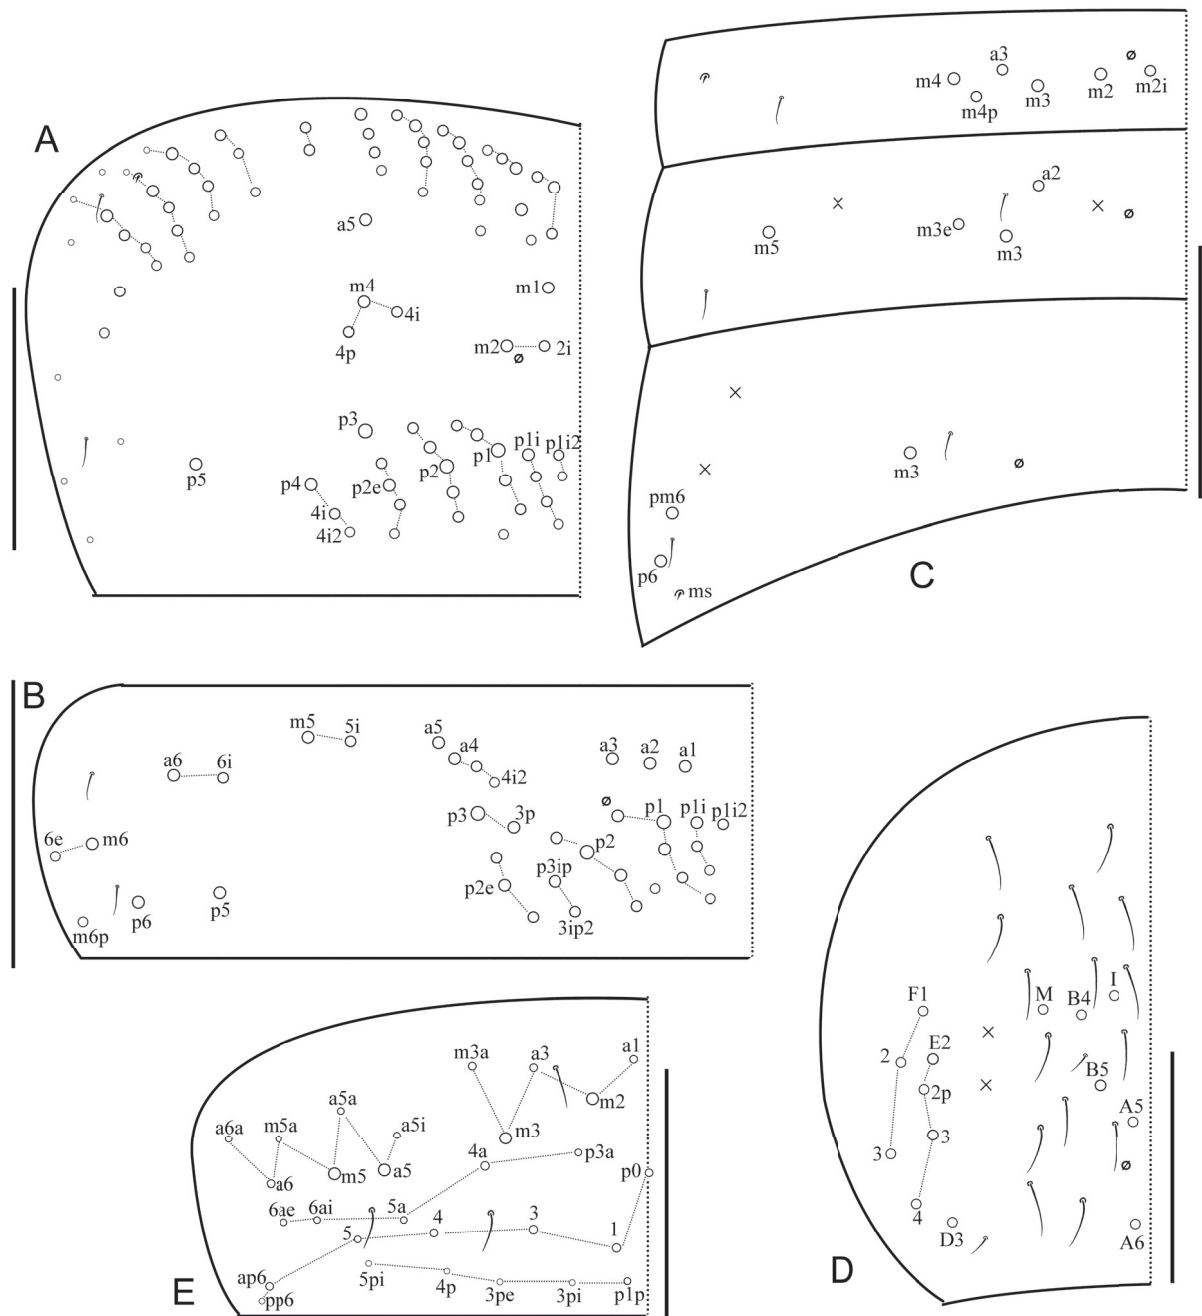 A
a5
m4
4i
4p
m1
m2 ø 2i
p3
p1 p1i p1i2
p2
p2e
p5
p4
4i
4i2
C
a3 ø
m4 m4p m3 m2 m2i
a2
m5 m3e m3 ø
m3 ø
pm6
p6
ms
B
m5 5i
a5
a4
4i2
a6 6i
a3 a2 a1
ø
p3 3p
p1 p1i p1i2
p2
6e m6
p2e p3ip
3ip2
p6 p5
m6p
D
F1
M B4 I
2 E2
2p
B5
A5
3 3
ø
4
D3 A6
E
m3a a3 a1
m2
a5a
a6a m5a a5i
m3
4a p3a
a6 m5 a5
p0
6ae 6ai 5a
5 4 3 1
ap6
pp6
5pi 4p 3pe 3pi p1p